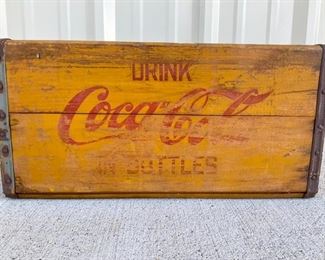 DRINK
Coca-Cola
IN BOTTLES